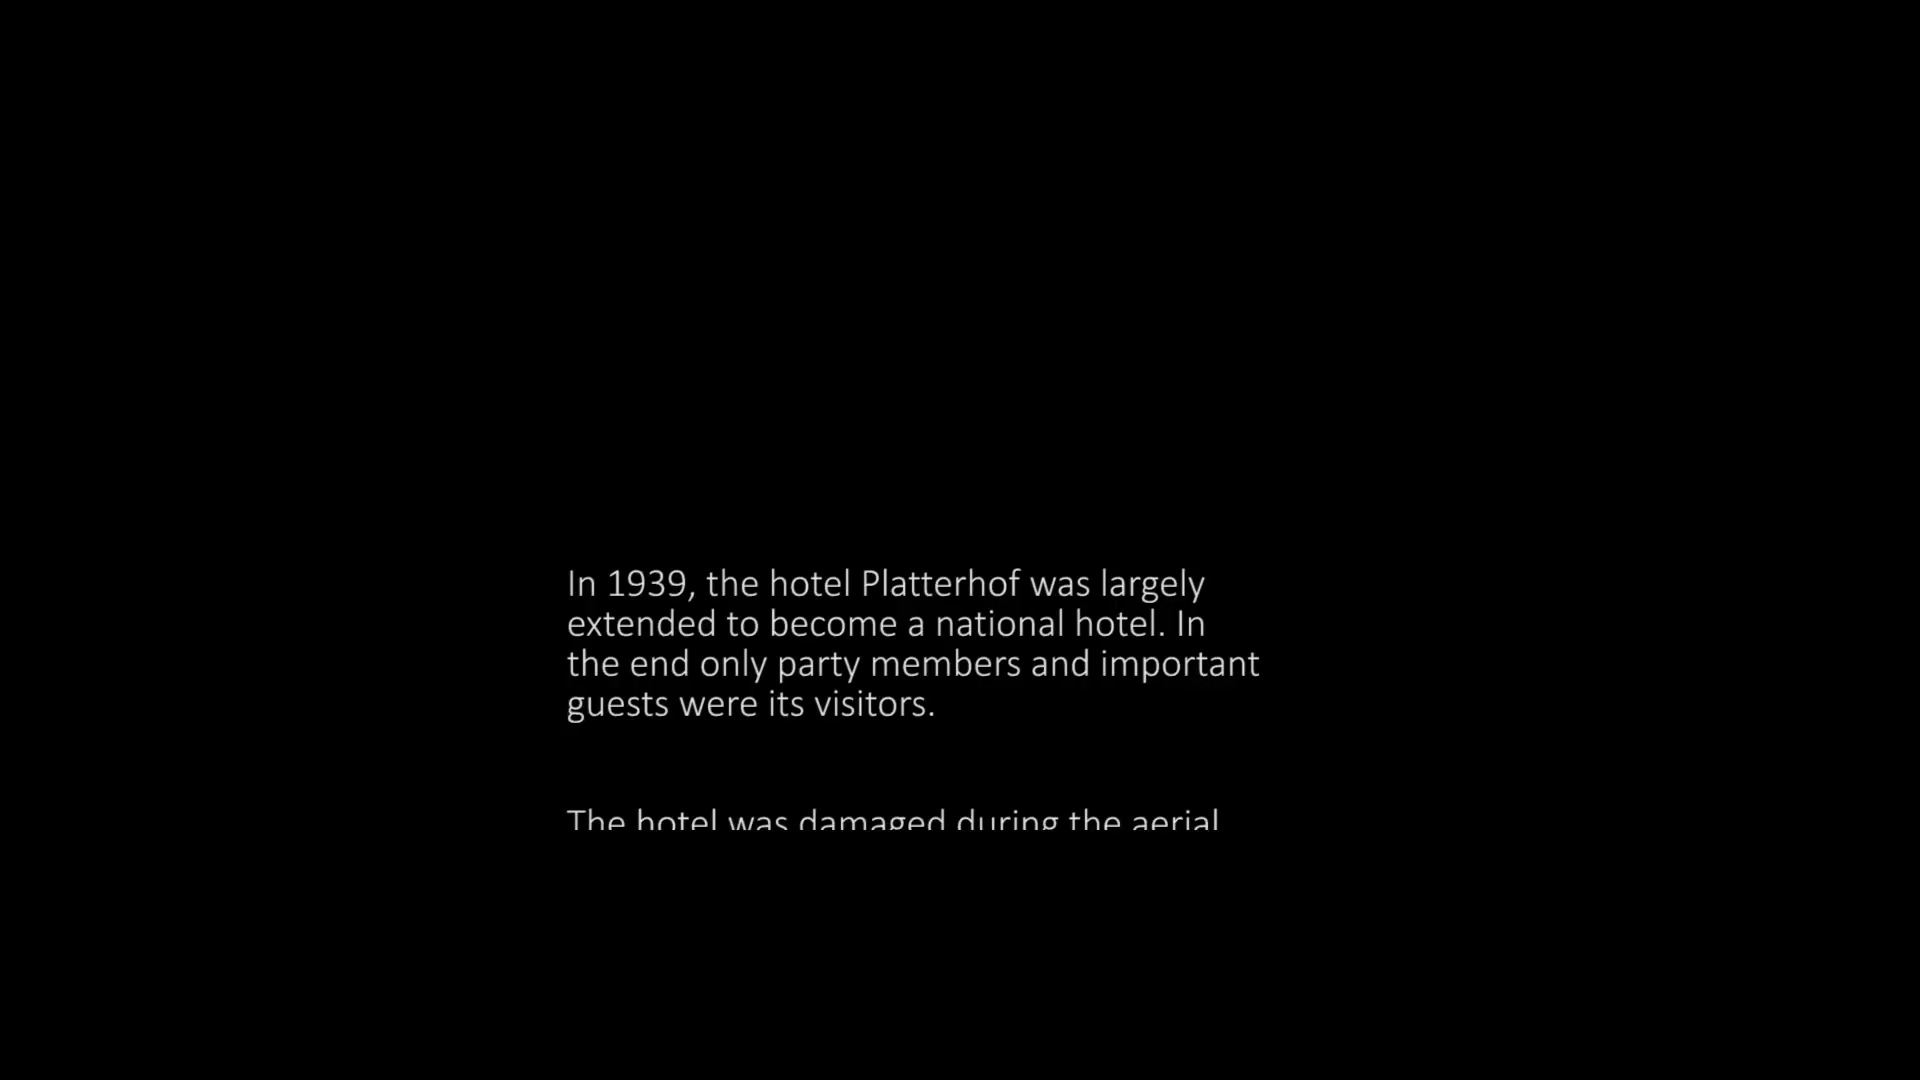 In 1939, the hotel Platterhof was largely
extended to become a national hotel. In
the end only party members and important
guests were its visitors.
The hotel was damaged during the aerial